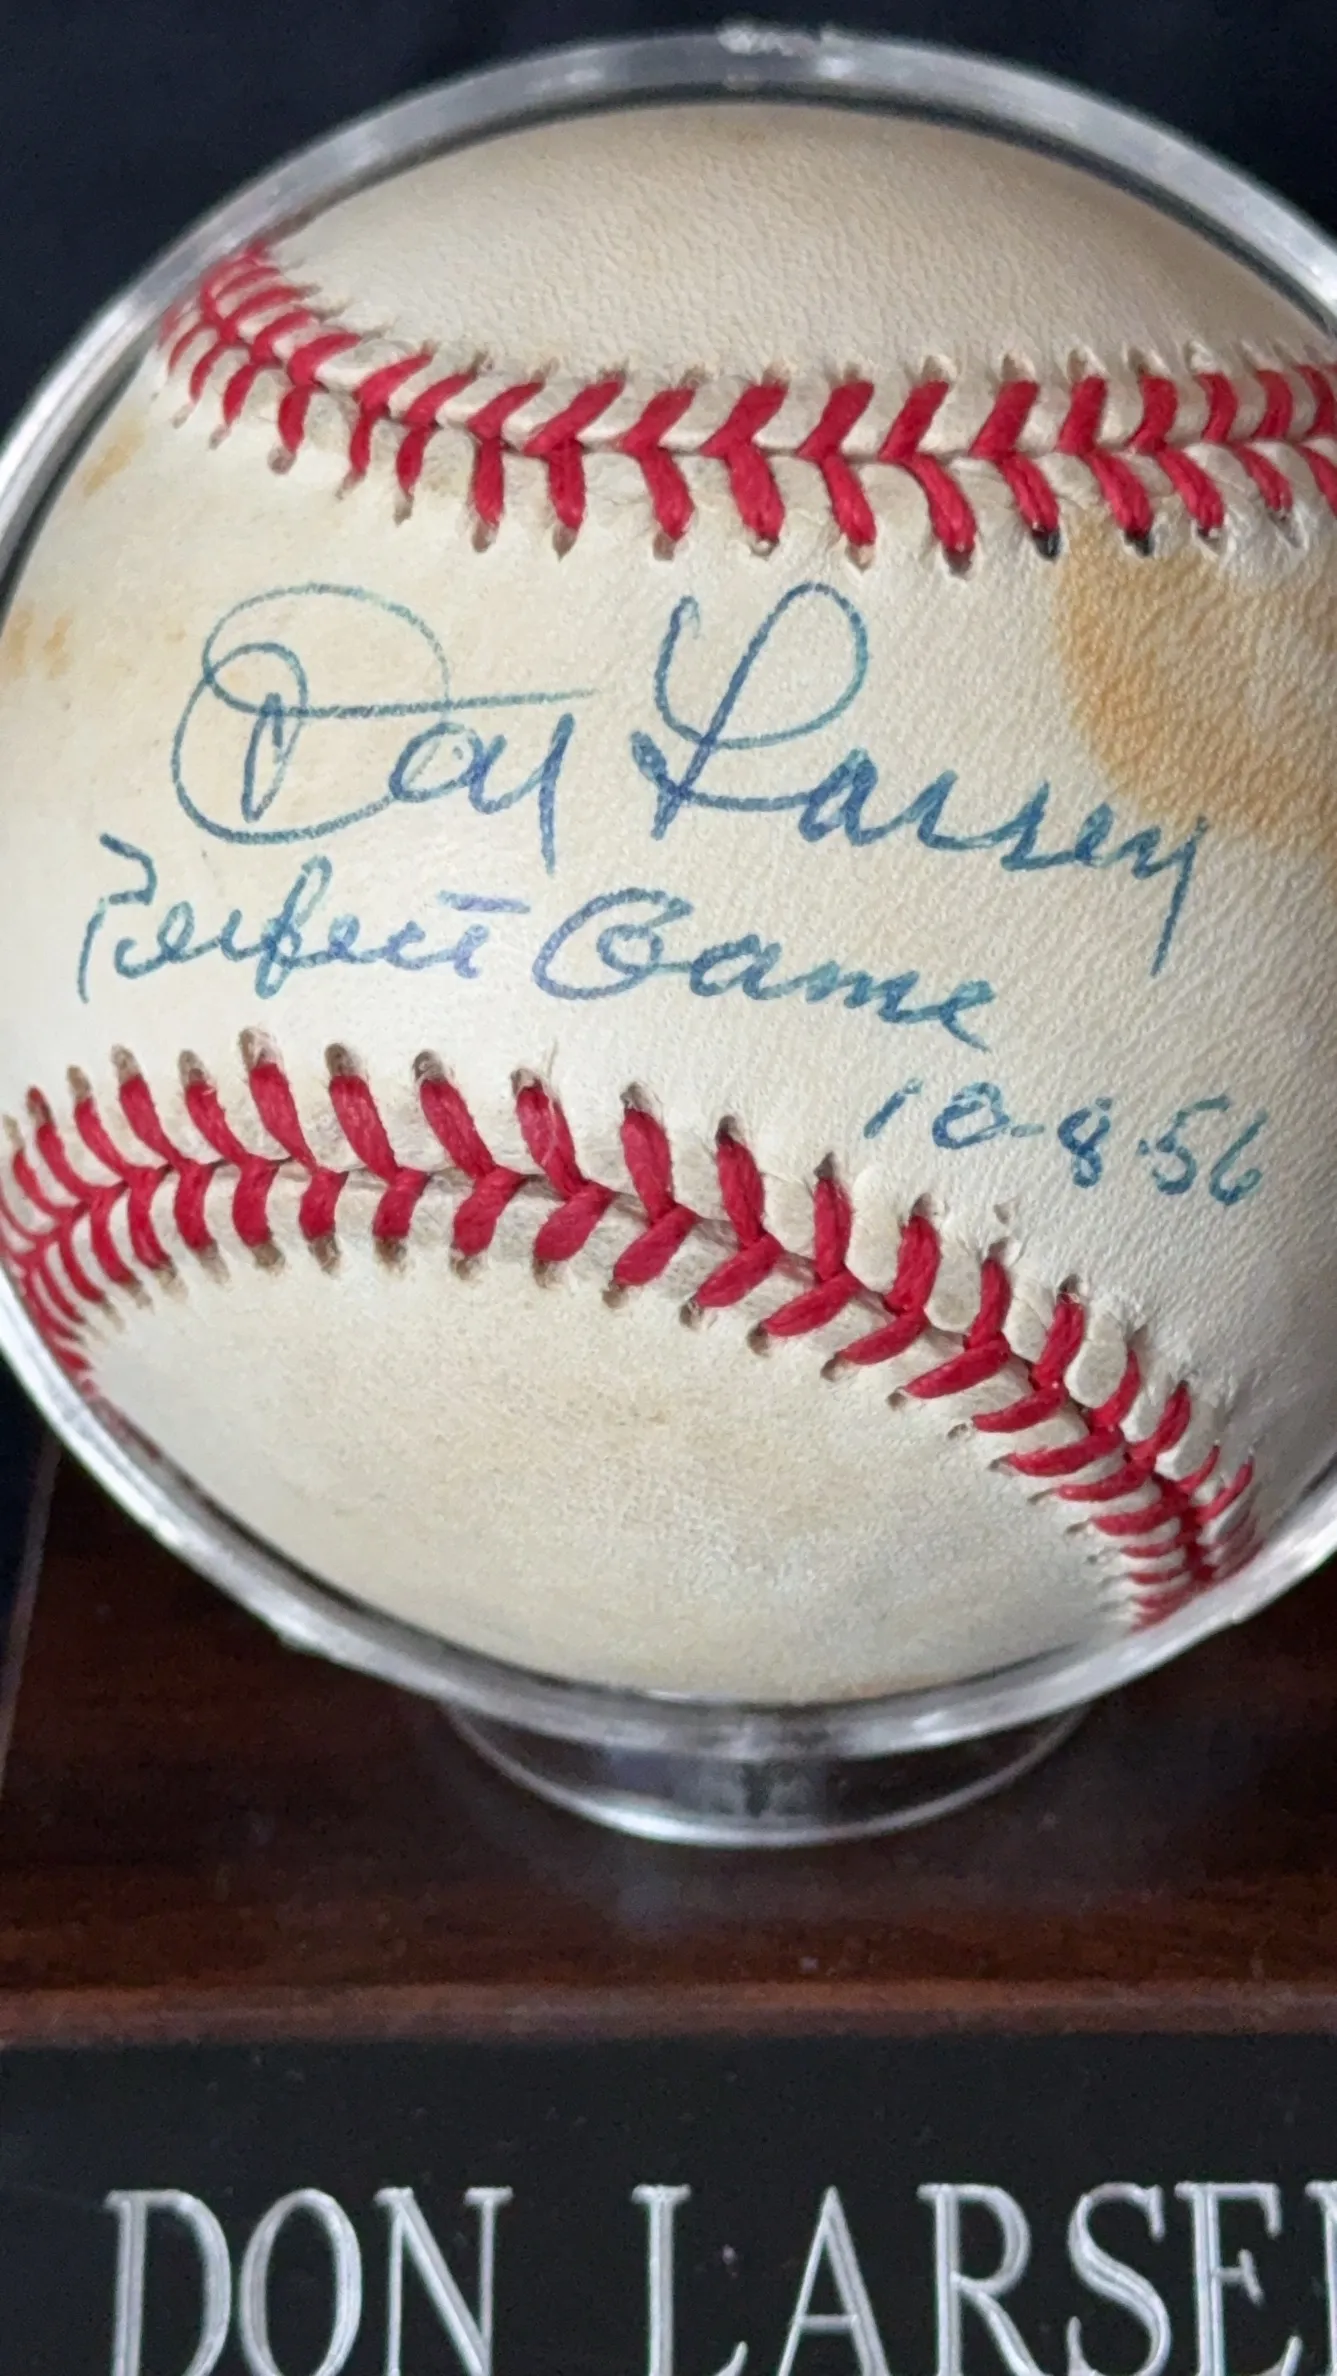 Don Larsen
Perfect Game
10-8-56
DON LARSEN